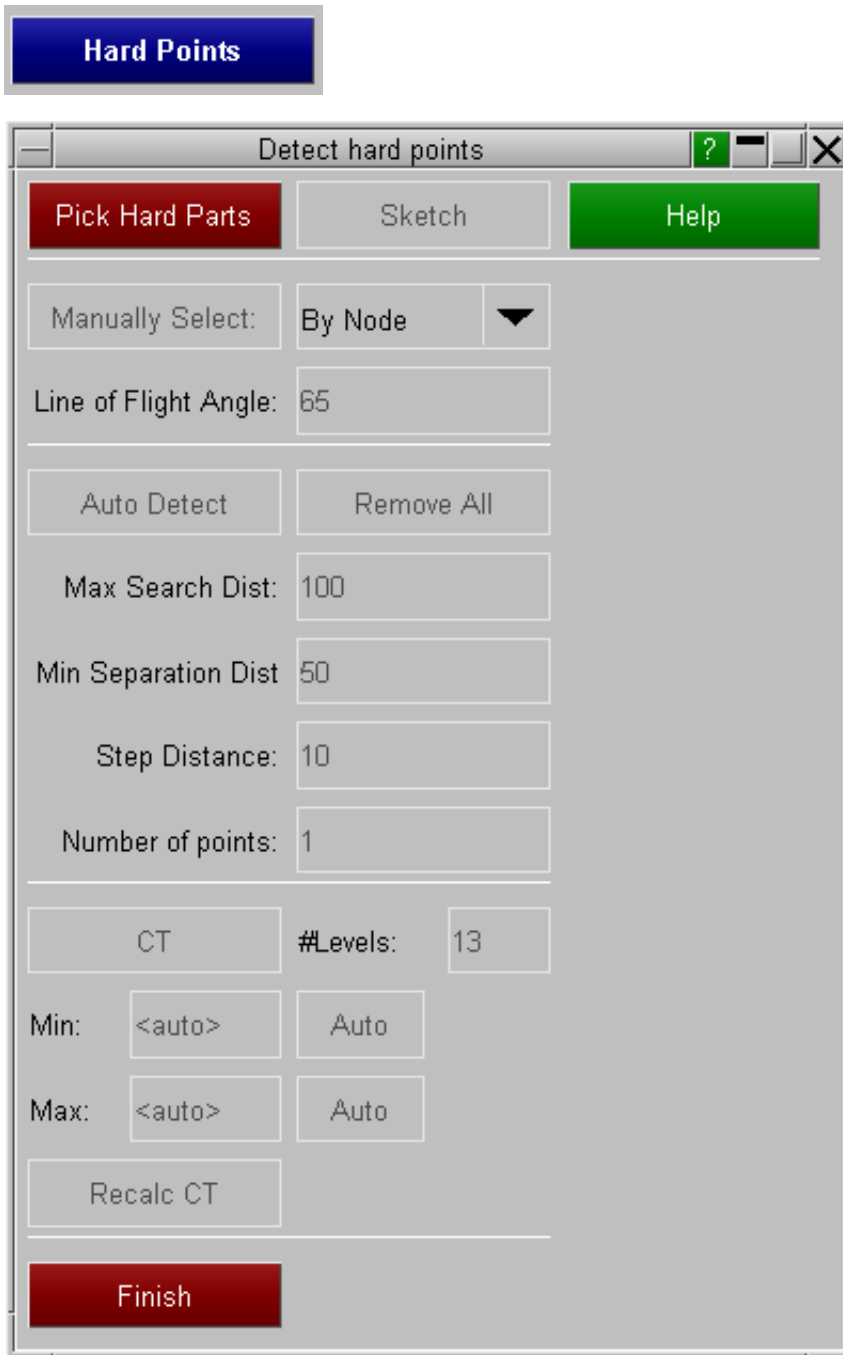 Hard Points
Detect hard points ?
Pick Hard Parts Sketch Help
Manually Select: By Node
Line of Flight Angle: 65
Auto Detect Remove All
Max Search Dist: 100
Min Separation Dist 50
Step Distance: 10
Number of points: 1
CT #Levels: 13
Min: <auto> Auto
Max: <auto> Auto
Recalc CT
Finish